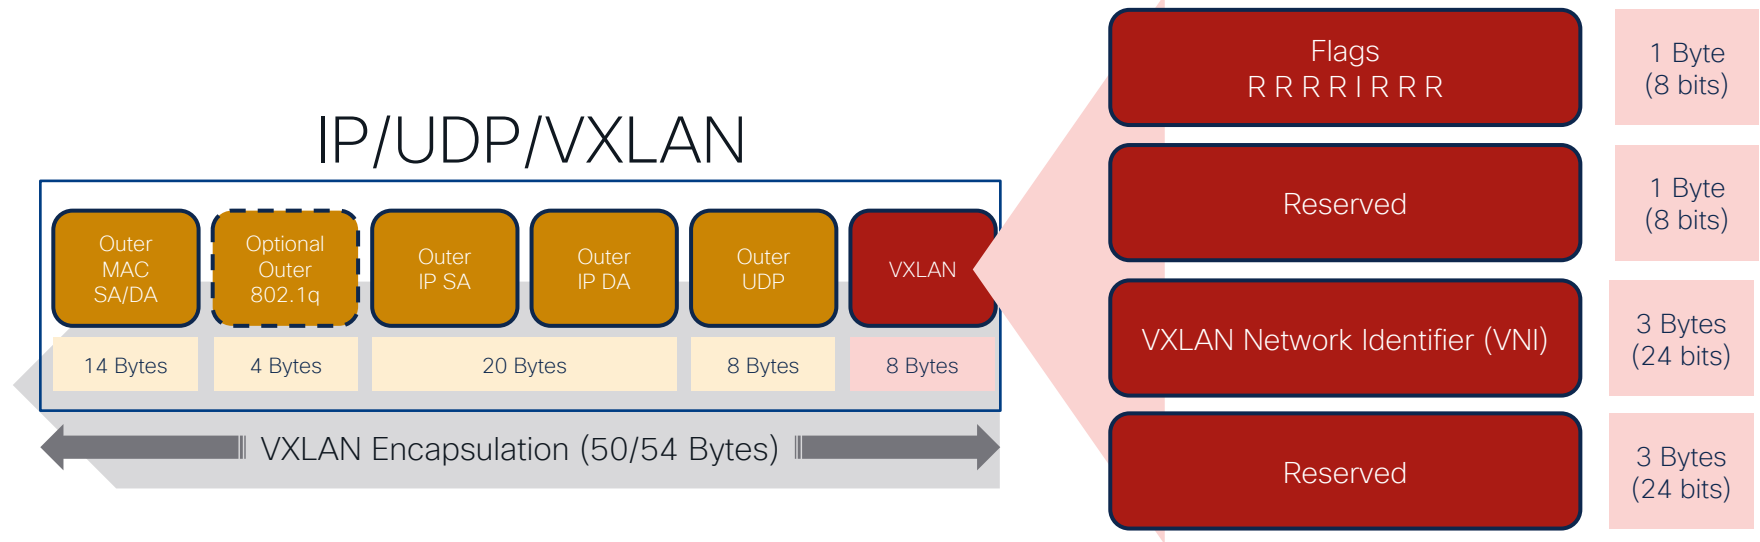 IP/UDP/VXLAN
Outer
MAC
SA/DA
Optional
Outer
802.1q
Outer
IP SA
Outer
IP DA
Outer
UDP
VXLAN
14 Bytes
4 Bytes
20 Bytes
8 Bytes
8 Bytes
VXLAN Encapsulation (50/54 Bytes)
Flags
R R R R I R R R
1 Byte
(8 bits)
Reserved
1 Byte
(8 bits)
VXLAN Network Identifier (VNI)
3 Bytes
(24 bits)
Reserved
3 Bytes
(24 bits)